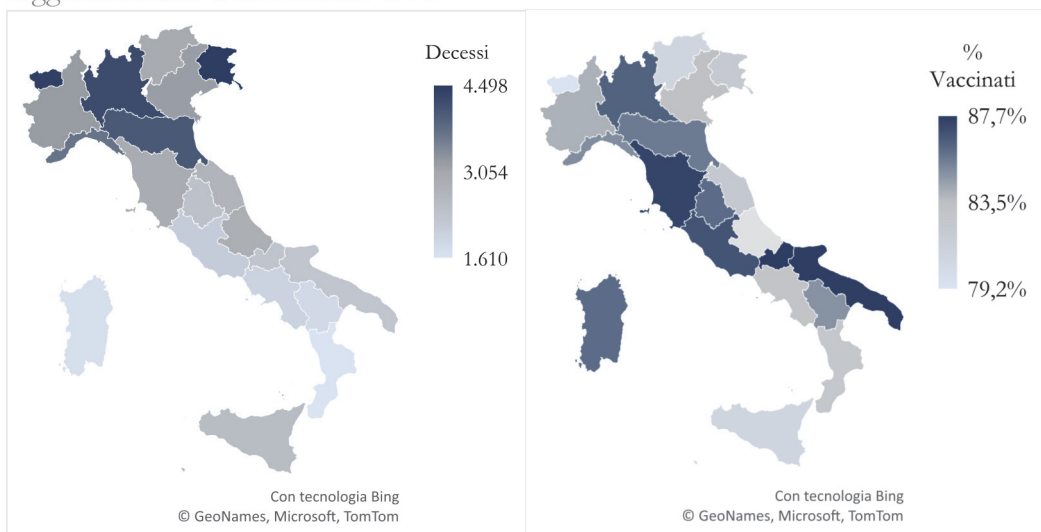 Decessi
4.498
3.054
1.610
Con tecnologia Bing
© GeoNames, Microsoft, TomTom
%
Vaccinati
87,7%
83,5%
79,2%
Con tecnologia Bing
© GeoNames, Microsoft, TomTom